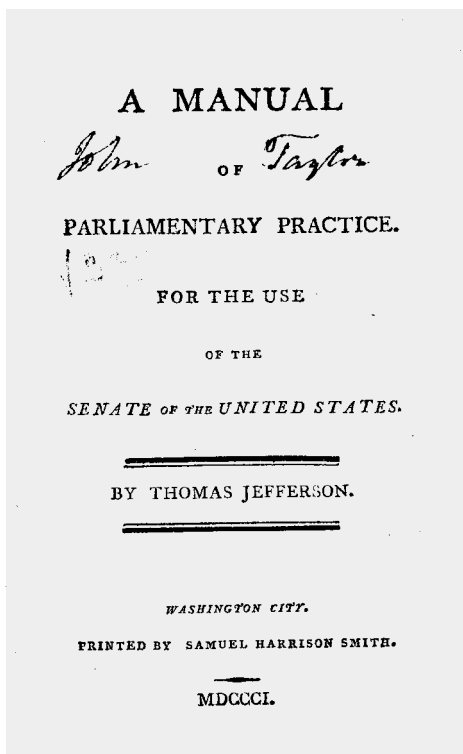 A MANUAL
John OF Taylor
PARLIAMENTARY PRACTICE.
FOR THE USE
OF THE
SENATE OF THE UNITED STATES.
BY THOMAS JEFFERSON.
WASHINGTON CITY.
PRINTED BY SAMUEL HARRISON SMITH.
MDCCCI.